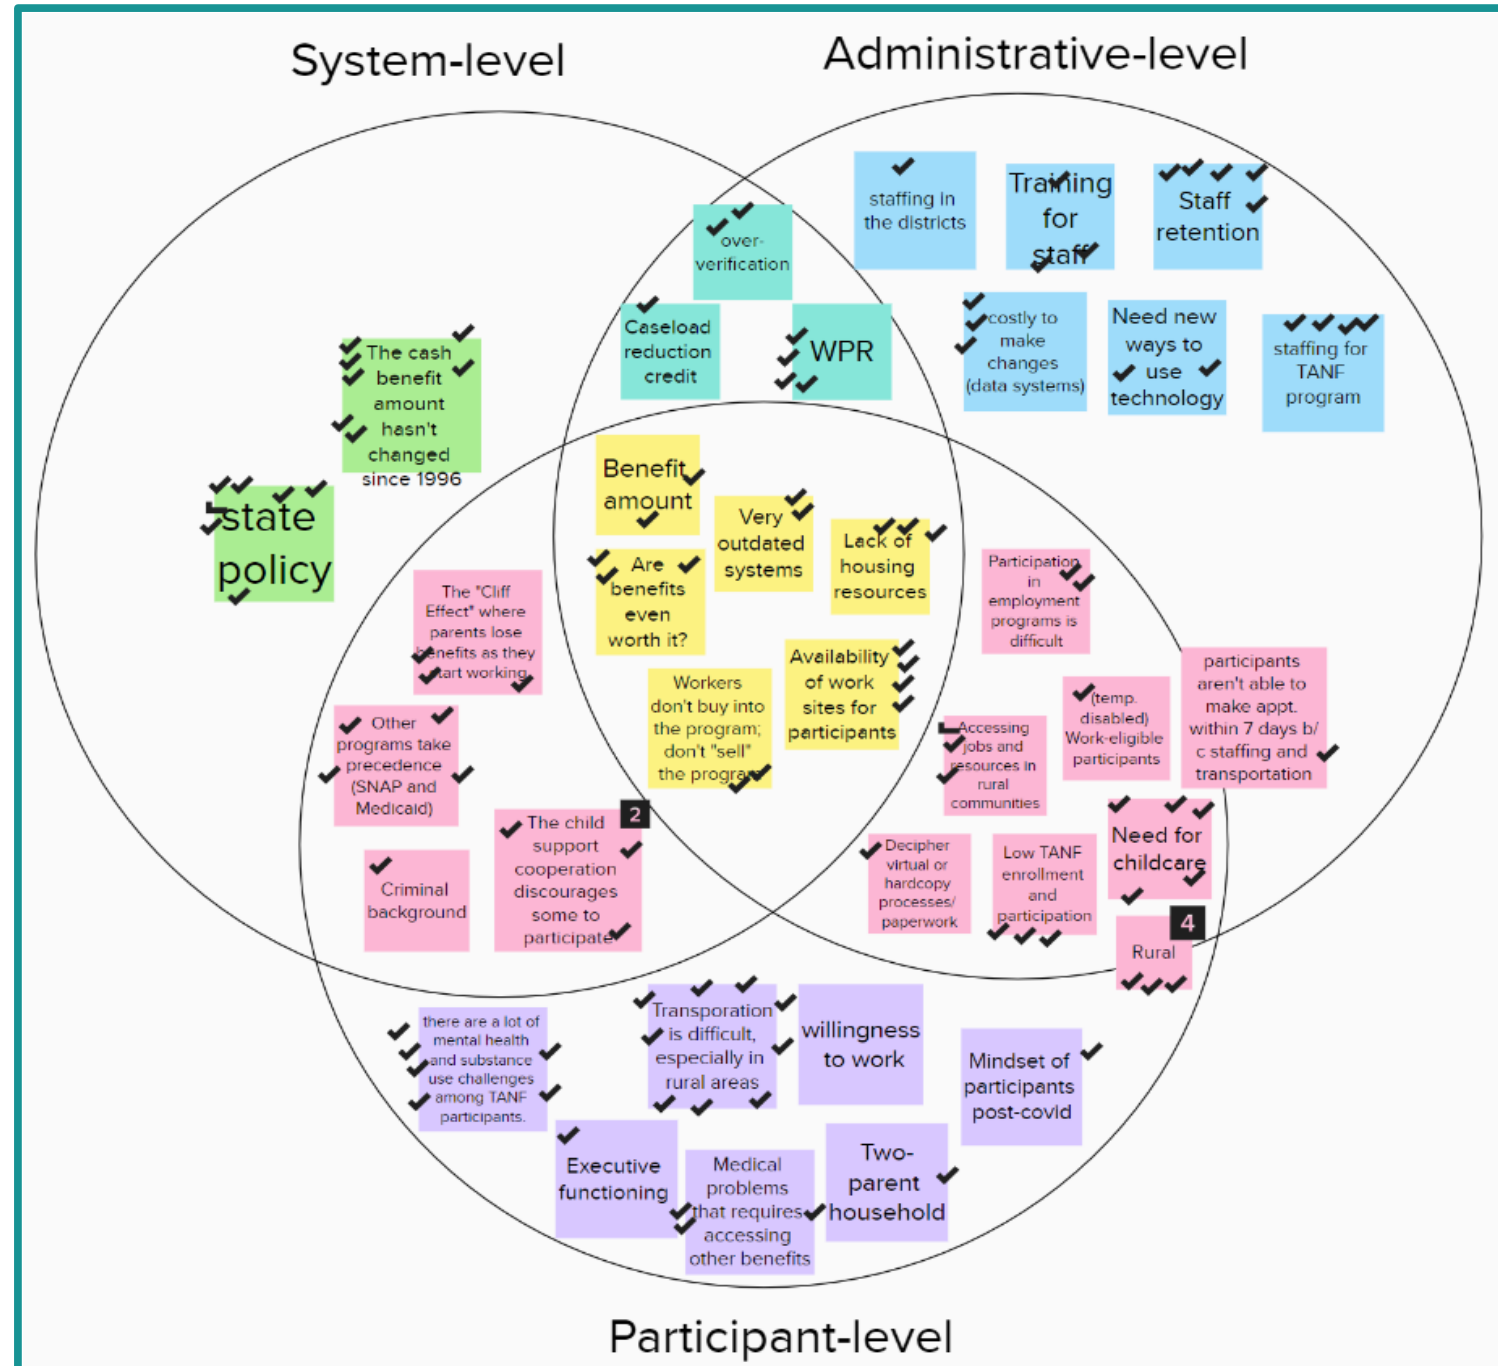 System-level
Administrative-level
staffing in
the districts
Training
for
staff
Staff
retention
over-
verification
Caseload
reduction
credit
WPR
costly to
make
changes
(data systems)
Need new
ways to
use
technology
staffing for
TANF
program
The cash
benefit
amount
hasn't
changed
since 1996
state
policy
Benefit
amount
Very
outdated
systems
Lack of
housing
resources
Are
benefits
even
worth it?
Workers
don't buy into
the program;
don't "sell"
the program
Availability
of work
sites for
participants
The "Cliff
Effect" where
parents lose
benefits as they
start working
Other
programs take
precedence
(SNAP and
Medicaid)
Criminal
background
2
The child
support
cooperation
discourages
some to
participate
Participation
in
employment
programs is
difficult
participants
aren't able to
make appt.
within 7 days b/
c staffing and
transportation
(temp.
disabled)
Work-eligible
participants
Accessing
jobs and
resources in
rural
communities
Decipher
virtual or
hardcopy
processes/
paperwork
Low TANF
enrollment
and
participation
Need for
childcare
4
Rural
there are a lot of
mental health
and substance
use challenges
among TANF
participants.
Transporation
is difficult,
especially in
rural areas
willingness
to work
Mindset of
participants
post-covid
Executive
functioning
Medical
problems
that requires
accessing
other benefits
Two-
parent
household
Participant-level